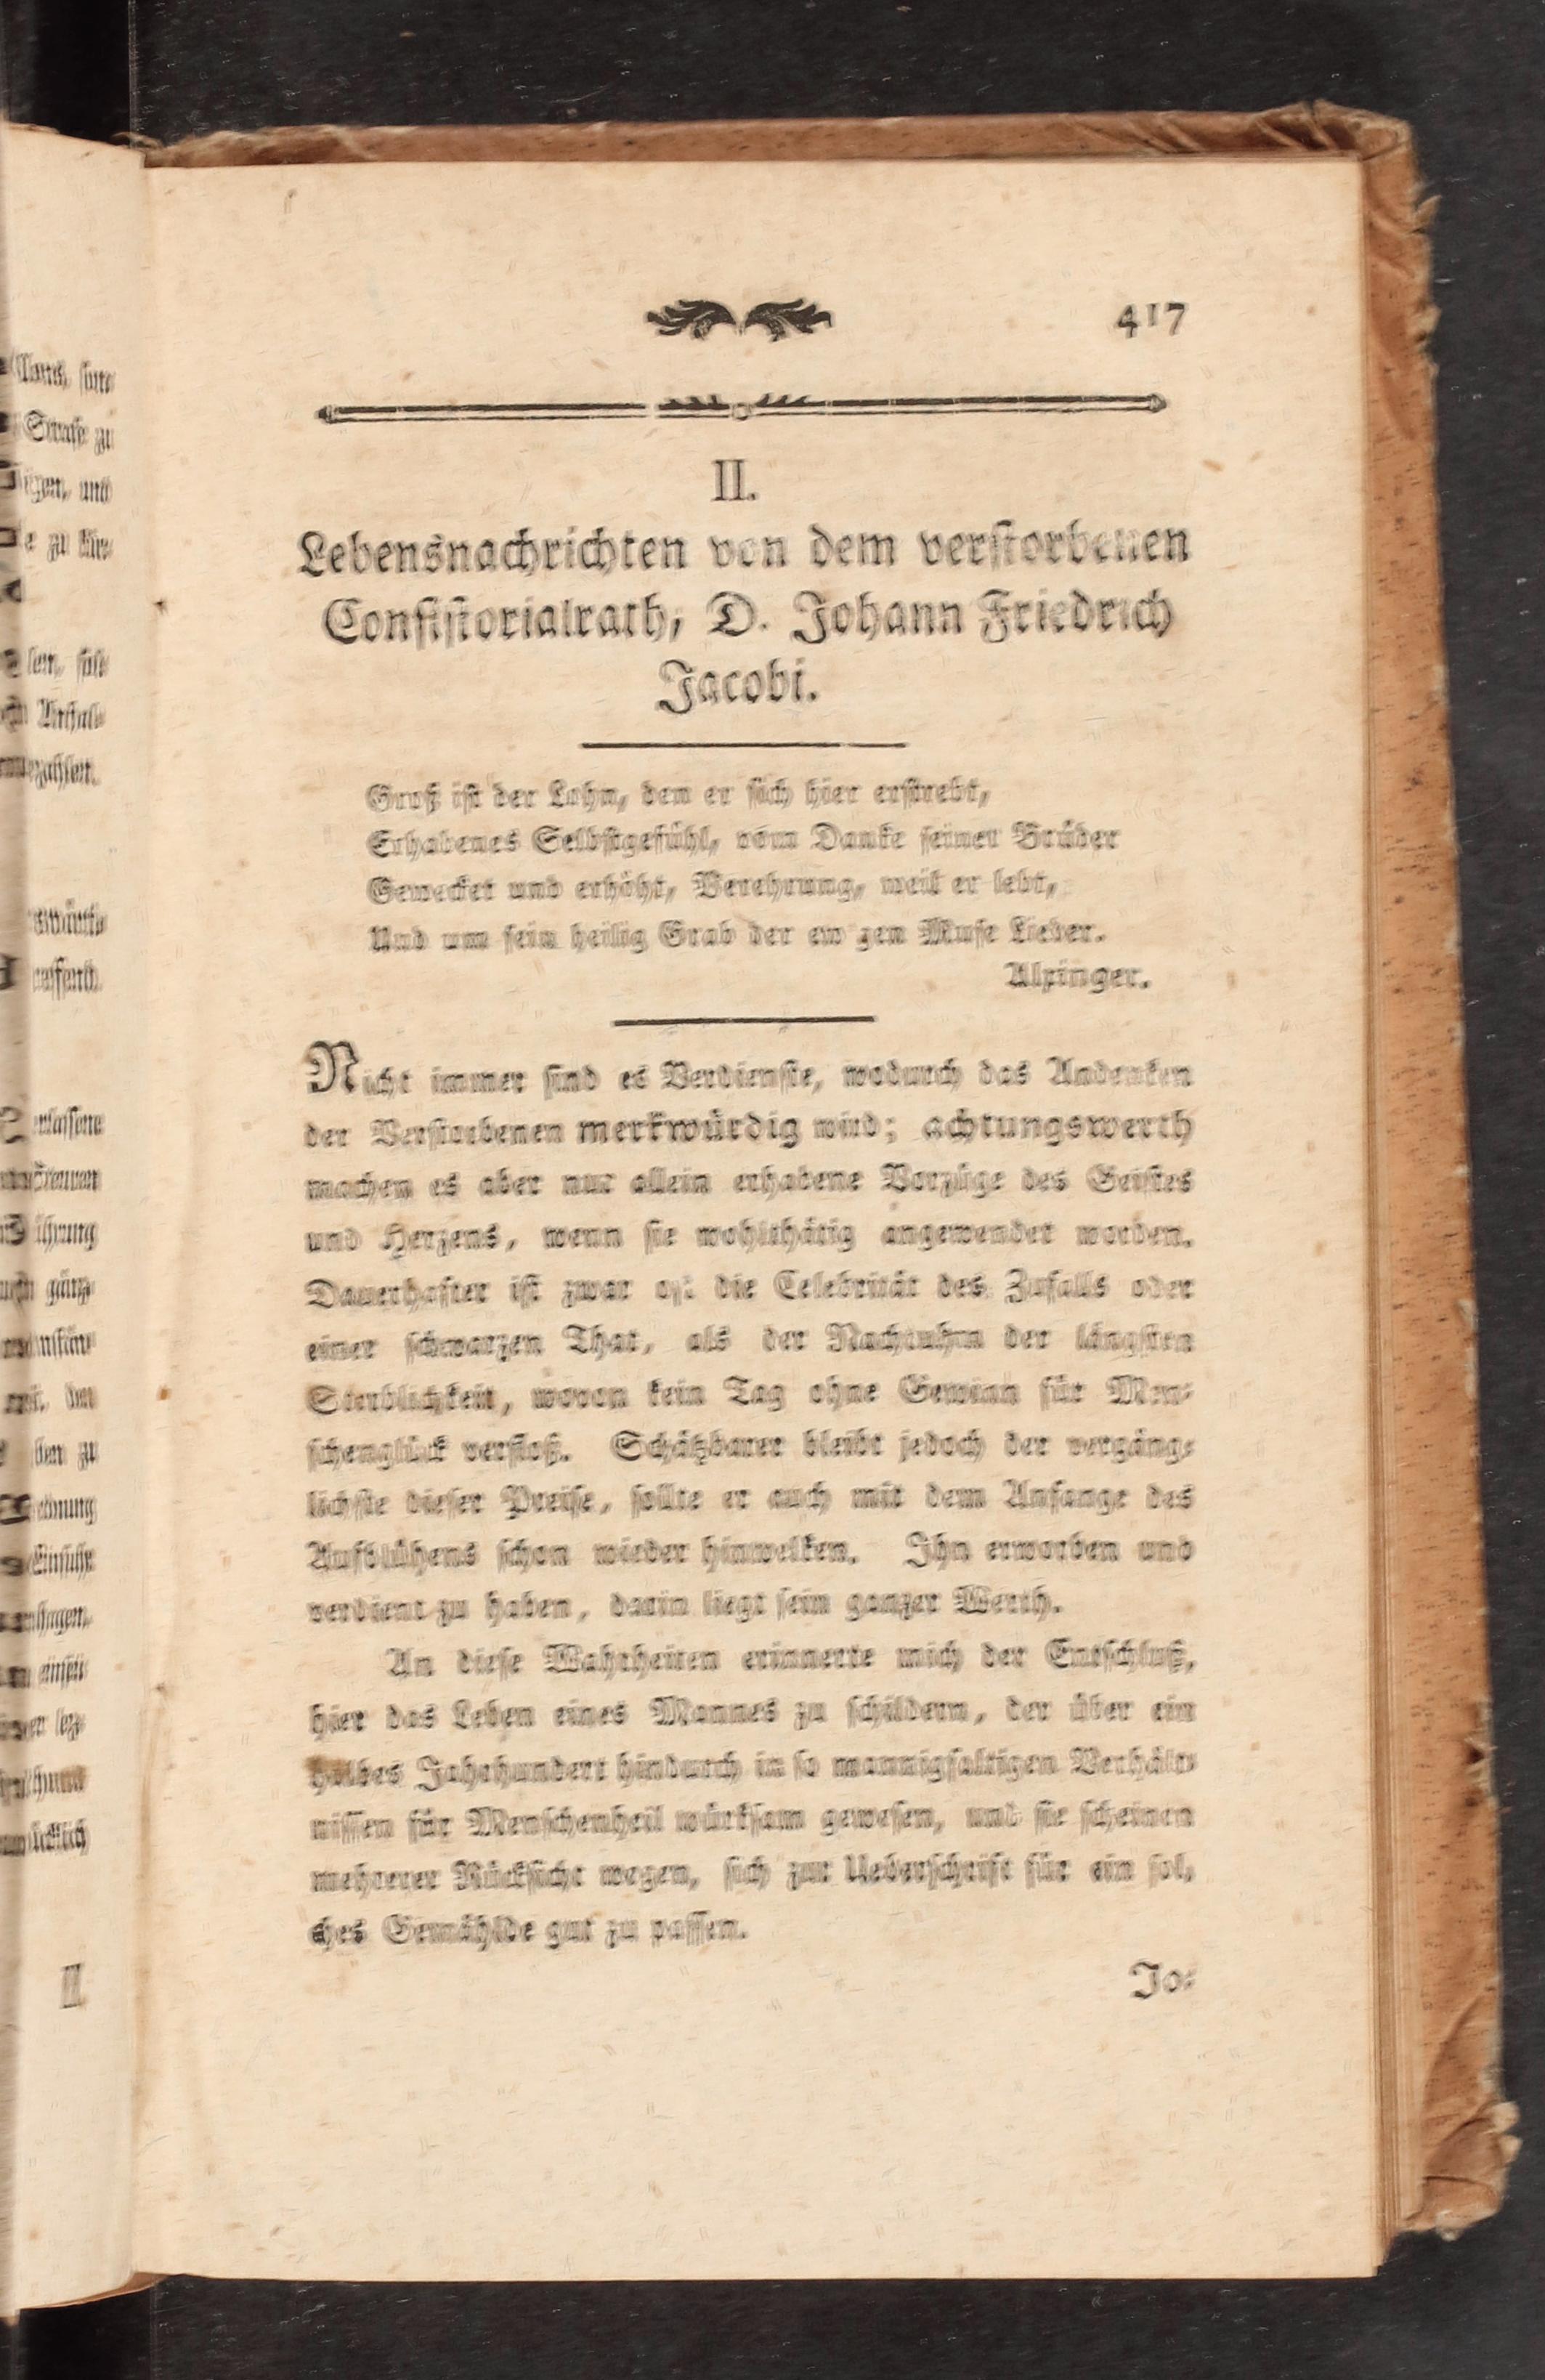 417
II.
Lebensnachrichten von dem verstorbenen
Consistorialrath, D. Johann Friedrich
Jacobi.
Groß ist der Lohn, den er sich hier erstrebt,
Erhabenes Selbstgefühl, vom Danke seiner Brüder
Gewecket und erhöht, Verehrung, weil er lebt,
Und um sein heilig Grab der ew'gen Muse Lieder.
Alxinger.
Nicht immer sind es Verdienste, wodurch das Andenken
der Verstorbenen merkwürdig wird; achtungswerth
machen es aber nur allein erhabene Vorzüge des Geistes
und Herzens, wenn sie wohlthätig angewendet worden.
Dauerhafter ist zwar oft die Celebrität des Zufalls oder
einer schwarzen That, als der Nachruhm der längsten
Sterblichkeit, wovon kein Tag ohne Gewinn für Men-
schenglück verfloß. Schätzbarer bleibt jedoch der vergäng-
lichste dieser Preise, sollte er auch mit dem Anfange des
Aufblühens schon wieder hinwelken. Ihn erworben und
verdient zu haben, darin liegt sein ganzer Werth.
An diese Wahrheiten erinnerte mich der Entschluß,
hier das Leben eines Mannes zu schildern, der über ein
halbes Jahrhundert hindurch in so mannigfaltigen Verhält-
nissen für Menschenheil würksam gewesen, und sie scheinen
mehrerer Rücksicht wegen, sich zur Ueberschrift für ein sol-
ches Gemählde gut zu passen.
Jo-